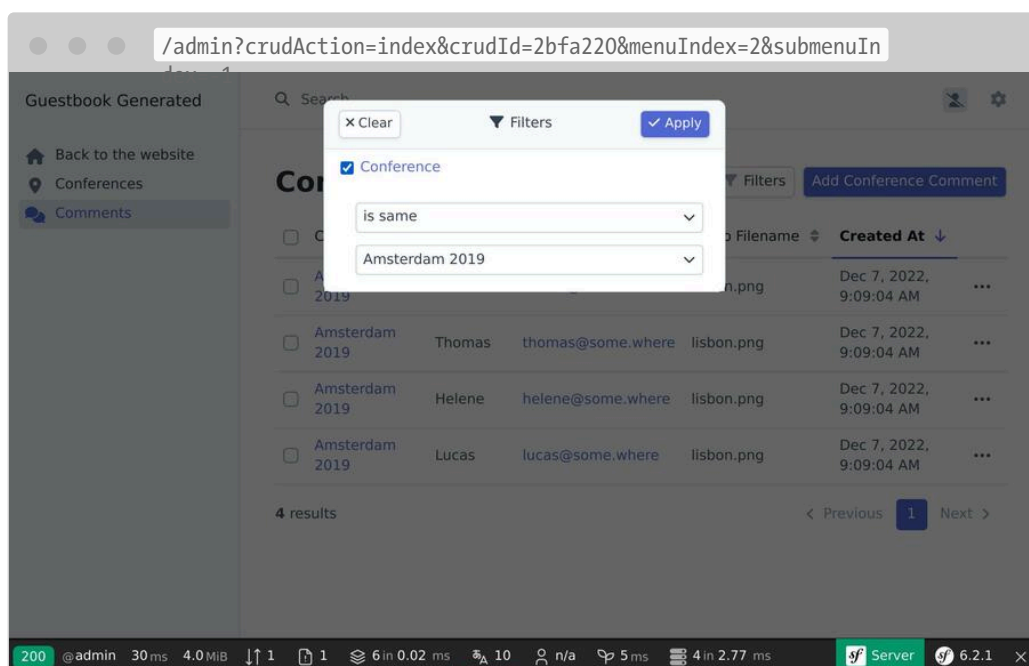 /admin?crudAction=index&crudId=2bfa220&menuIndex=2&submenuIn
Guestbook Generated
Search
Clear
Filters
Apply
Back to the website
Conference
Conferences
Filters
Add Conference Comment
Comments
is same
Filename
Created At
Amsterdam 2019
2019
n.png
Dec 7, 2022,
9:09:04 AM
Amsterdam
2019
Thomas
thomas@some.where
lisbon.png
Dec 7, 2022,
9:09:04 AM
Amsterdam
2019
Helene
helene@some.where
lisbon.png
Dec 7, 2022,
9:09:04 AM
Amsterdam
2019
Lucas
lucas@some.where
lisbon.png
Dec 7, 2022,
9:09:04 AM
4 results
Previous
1
Next
200 @admin 30 ms 4.0 MiB 1 1 6 in 0.02 ms 10 n/a 5 ms 4 in 2.77 ms Server 6.2.1